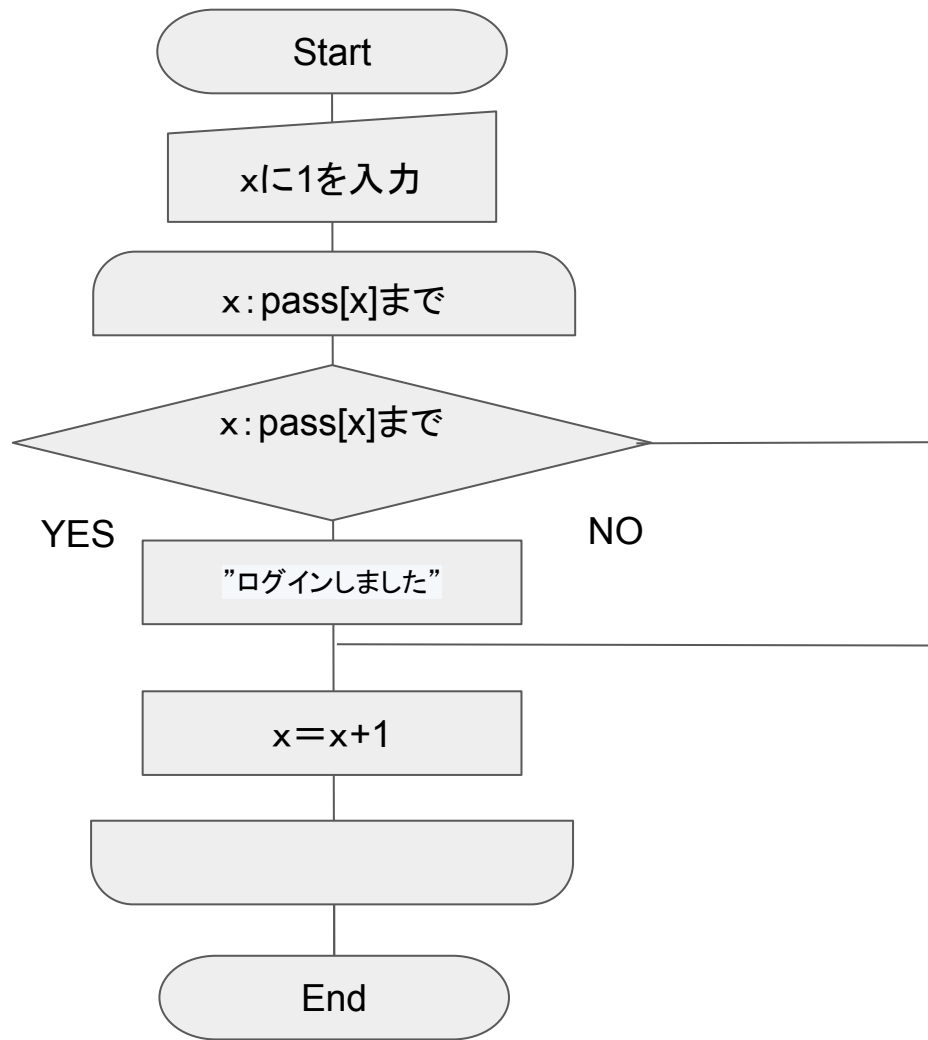 Start
xに1を入力
x：pass[x]まで
x：pass[x]まで
YES
NO
”ログインしました”
x＝x+1
End